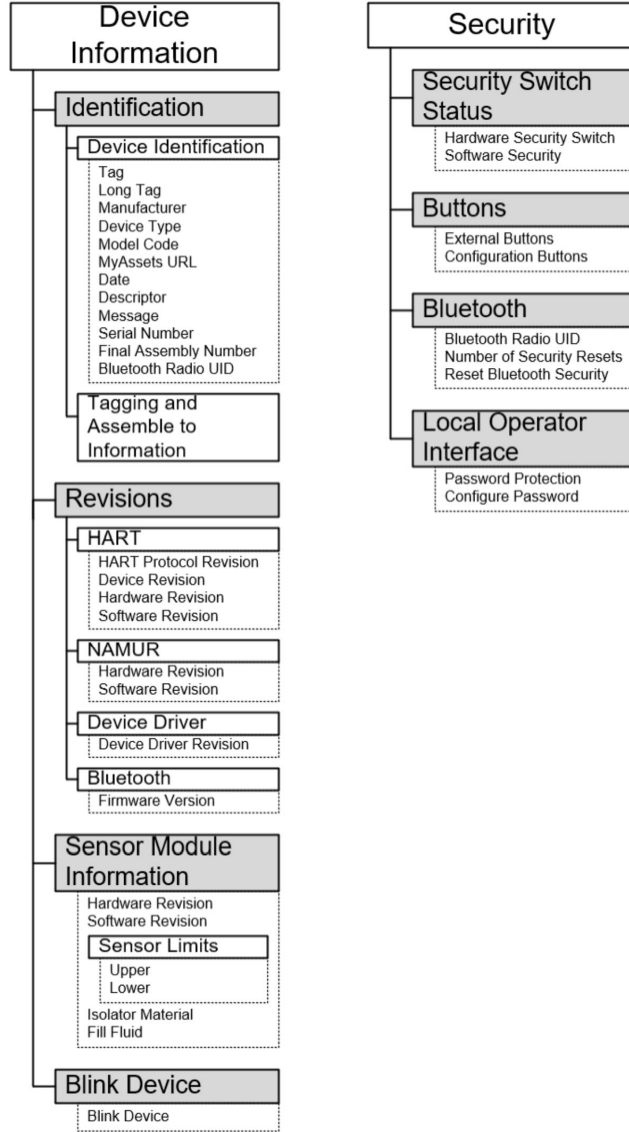 Device
Information
Identification
Device Identification
Tag
Long Tag
Manufacturer
Device Type
Model Code
MyAssets URL
Date
Descriptor
Message
Serial Number
Final Assembly Number
Bluetooth Radio UID
Tagging and
Assemble to
Information
Revisions
HART
HART Protocol Revision
Device Revision
Hardware Revision
Software Revision
NAMUR
Hardware Revision
Software Revision
Device Driver
Device Driver Revision
Bluetooth
Firmware Version
Sensor Module
Information
Hardware Revision
Software Revision
Sensor Limits
Upper
Lower
Isolator Material
Fill Fluid
Blink Device
Blink Device
Security
Security Switch
Status
Hardware Security Switch
Software Security
Buttons
External Buttons
Configuration Buttons
Bluetooth
Bluetooth Radio UID
Number of Security Resets
Reset Bluetooth Security
Local Operator
Interface
Password Protection
Configure Password